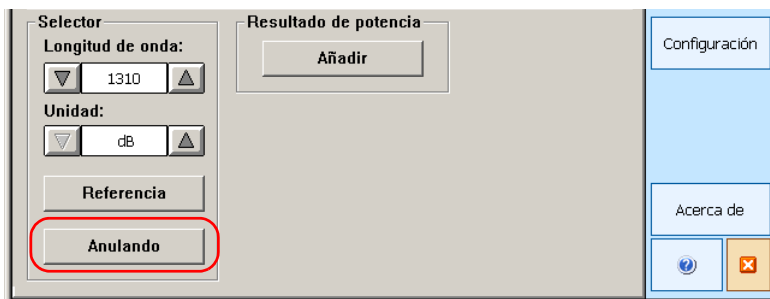 Selector
Longitud de onda:
1310
Unidad:
dB
Referencia
Anulando
Resultado de potencia
Añadir
Configuración
Acerca de
?